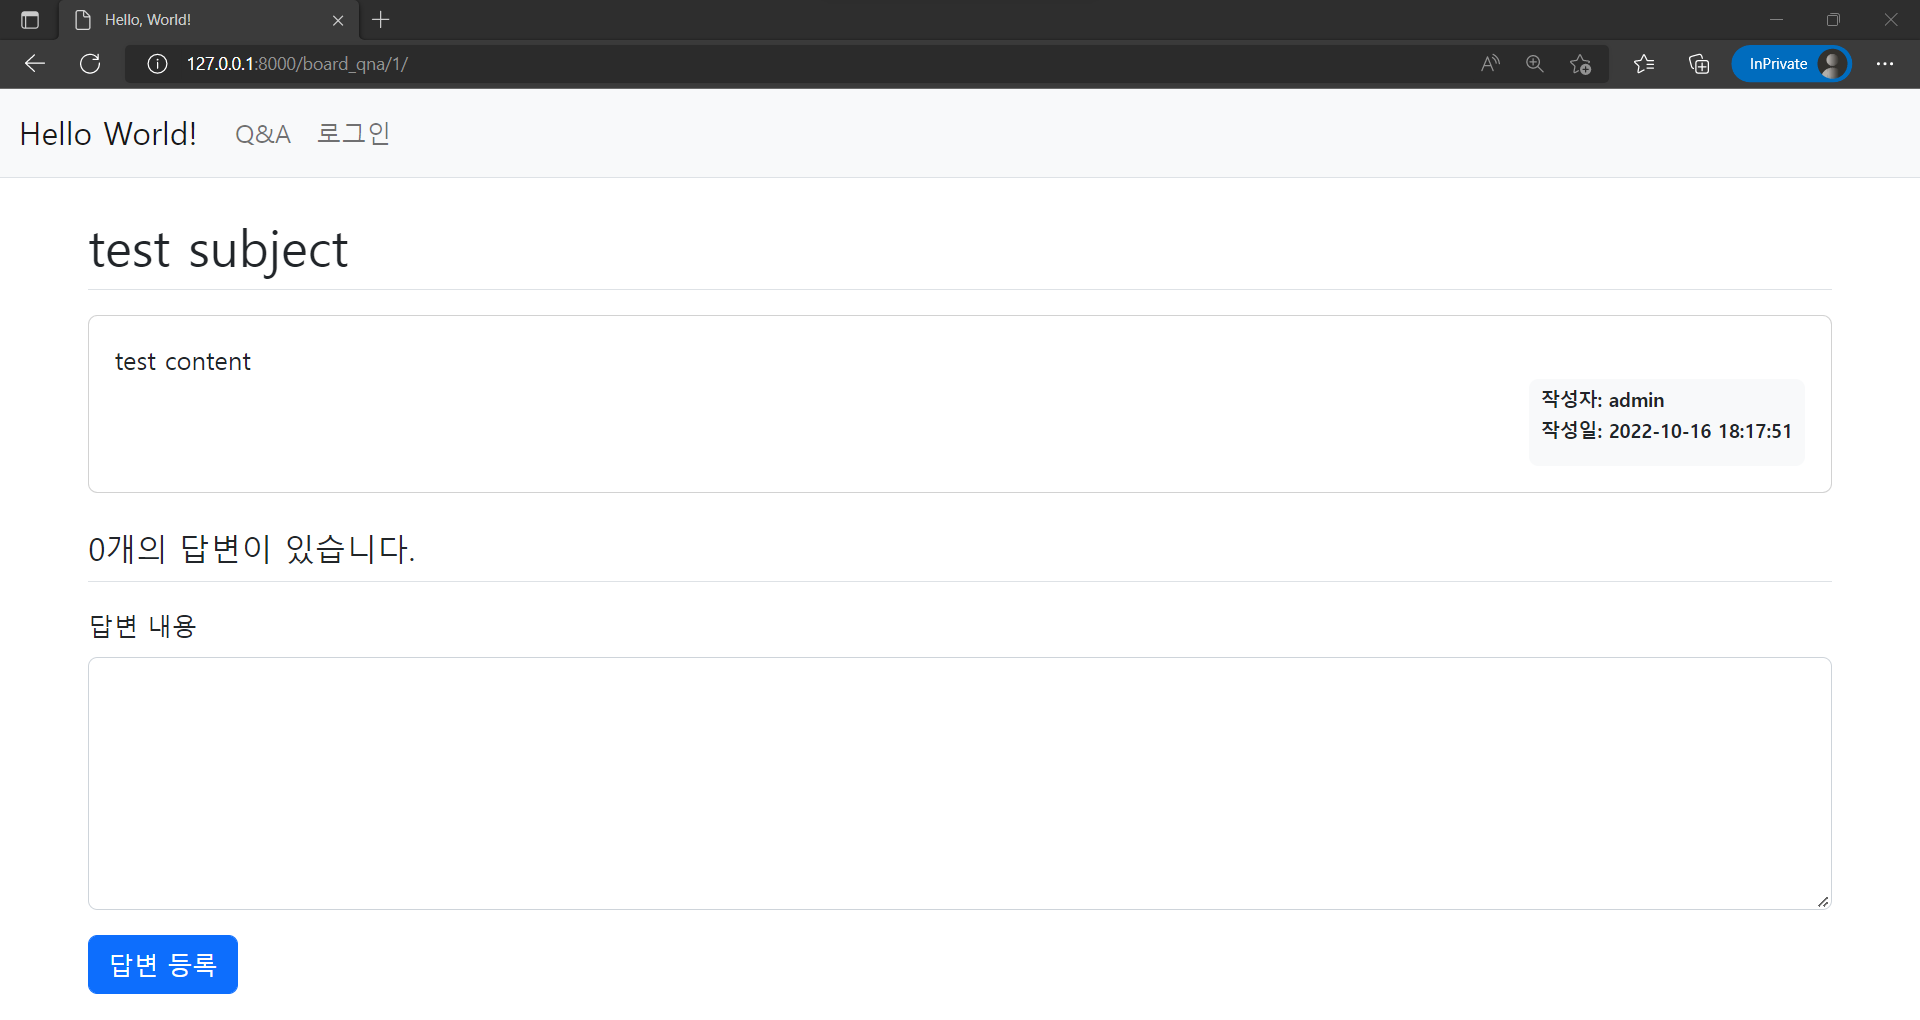 Hello, World!
127.0.0.1:8000/board_qna/1/
InPrivate
Hello World! Q&A 로그인
test subject
test content
작성자: admin
작성일: 2022-10-16 18:17:51
0개의 답변이 있습니다.
답변 내용
답변 등록